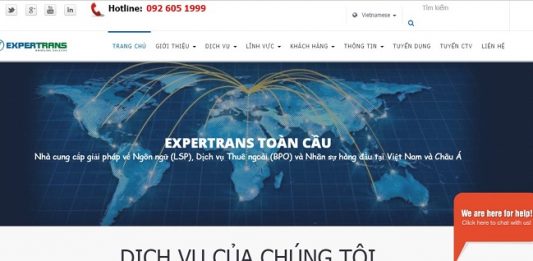 Hotline: 092 605 1999
Vietnamese
Tìm kiếm
EXPERTRANS
TRANG CHỦ GIỚI THIỆU DỊCH VỤ LĨNH VỰC KHÁCH HÀNG THÔNG TIN TUYỂN DỤNG TUYỂN CTV LIÊN HỆ
EXPERTRANS TOÀN CẦU
Nhà cung cấp giải pháp về Ngôn ngữ (LSP), Dịch vụ Thuê ngoài (BPO) và Nhân sự hàng đầu tại Việt Nam và Châu Á
We are here for help!
Click here to chat with us!
DỊCH VỤ CỦA CHÚNG TÔI